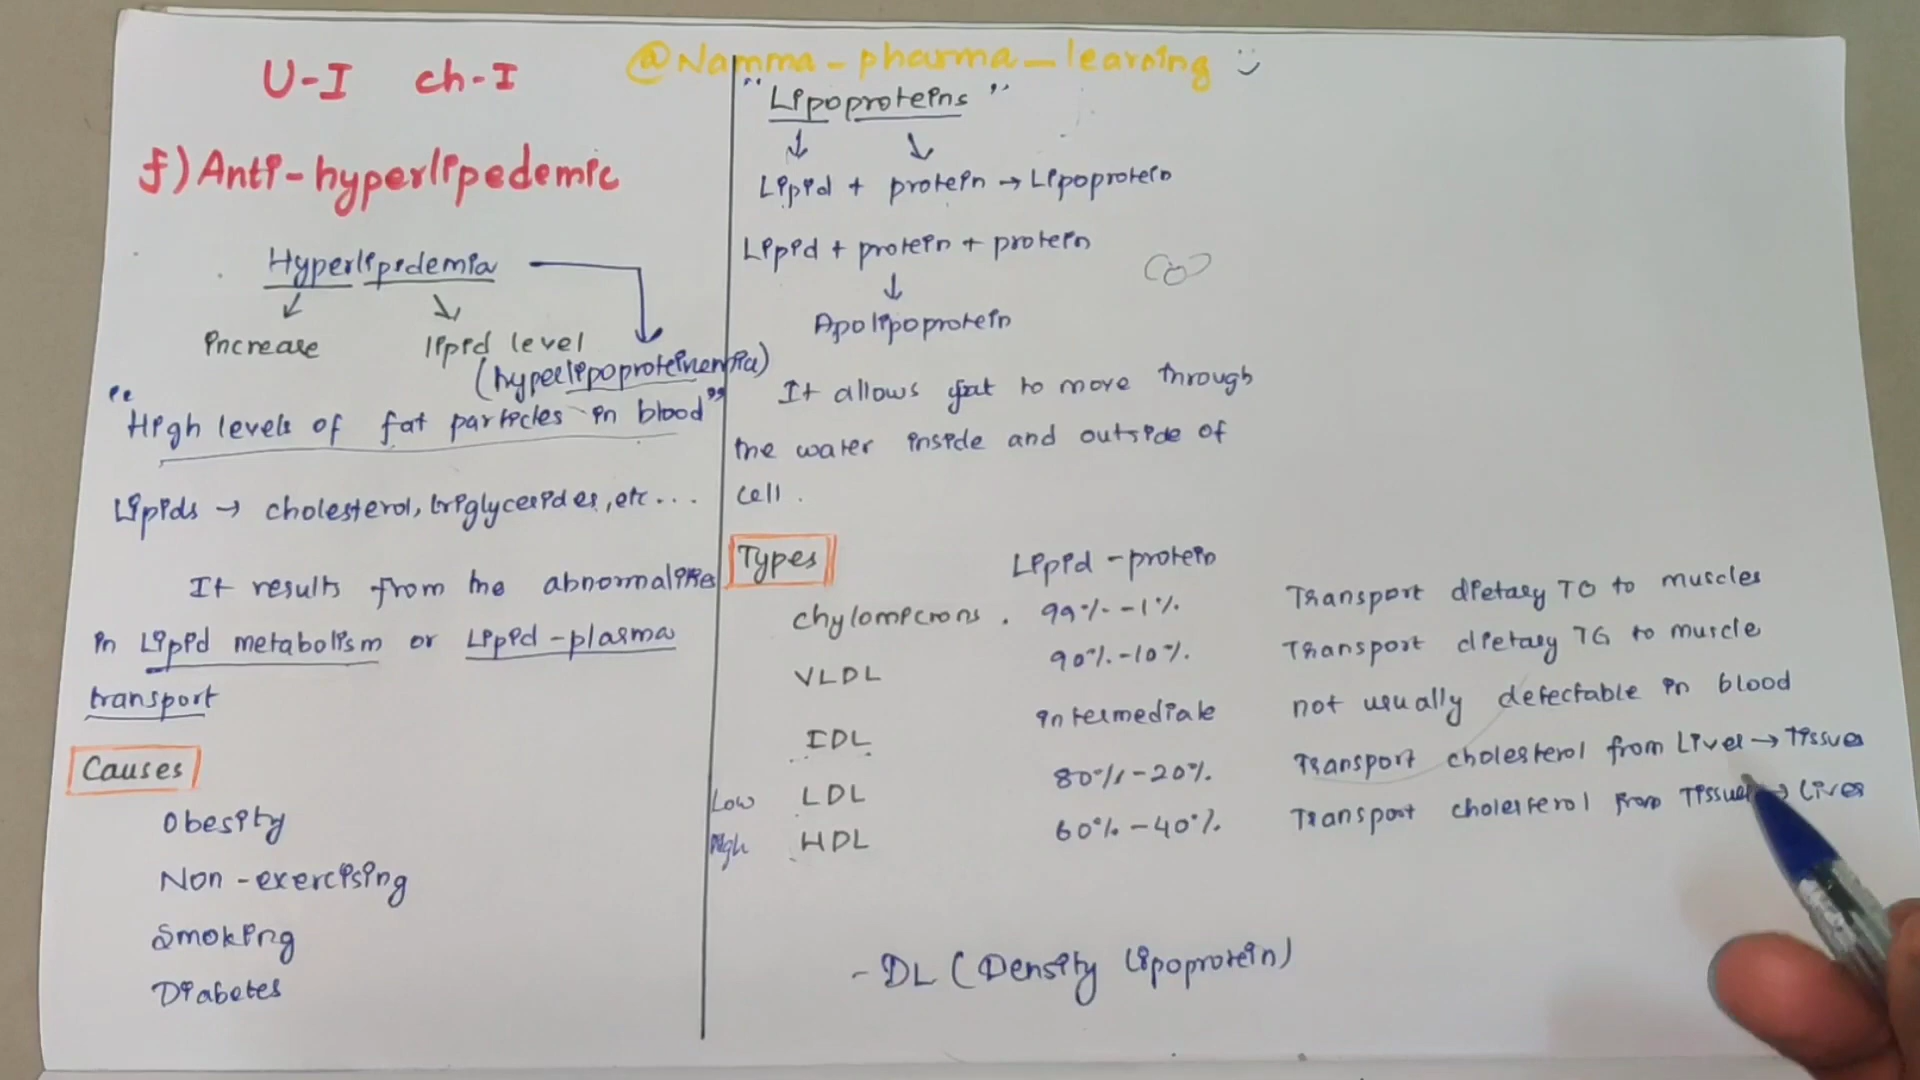 @Namma-pharma-learning
U-I ch-I
f) Anti-hyperlipedemic
Hyperlipidemia
increase lipid level
(hyperlipoproteinemia)
"High levels of fat particles in blood"
Lipids → cholesterol, triglycerides, etc...
It results from the abnormalities
in Lipid metabolism or Lipid-plasma
transport
Causes
Obesity
Non-exercising
Smoking
Diabetes
"Lipoproteins"
Lipid + protein → Lipoprotein
Lipid + protein + protein
Apolipoprotein
It allows fat to move through
the water inside and outside of
cell.
Types Lipid-protein
chylomicrons. 99%-1% Transport dietary TG to muscles
VLDL 90%-10% Transport dietary TG to muscle
IDL intermediate not usually detectable in blood
Low LDL 80%-20% Transport cholesterol from Liver → Tissues
High HDL 60%-40% Transport cholesterol from Tissues → Liver
-DL (Density lipoprotein)